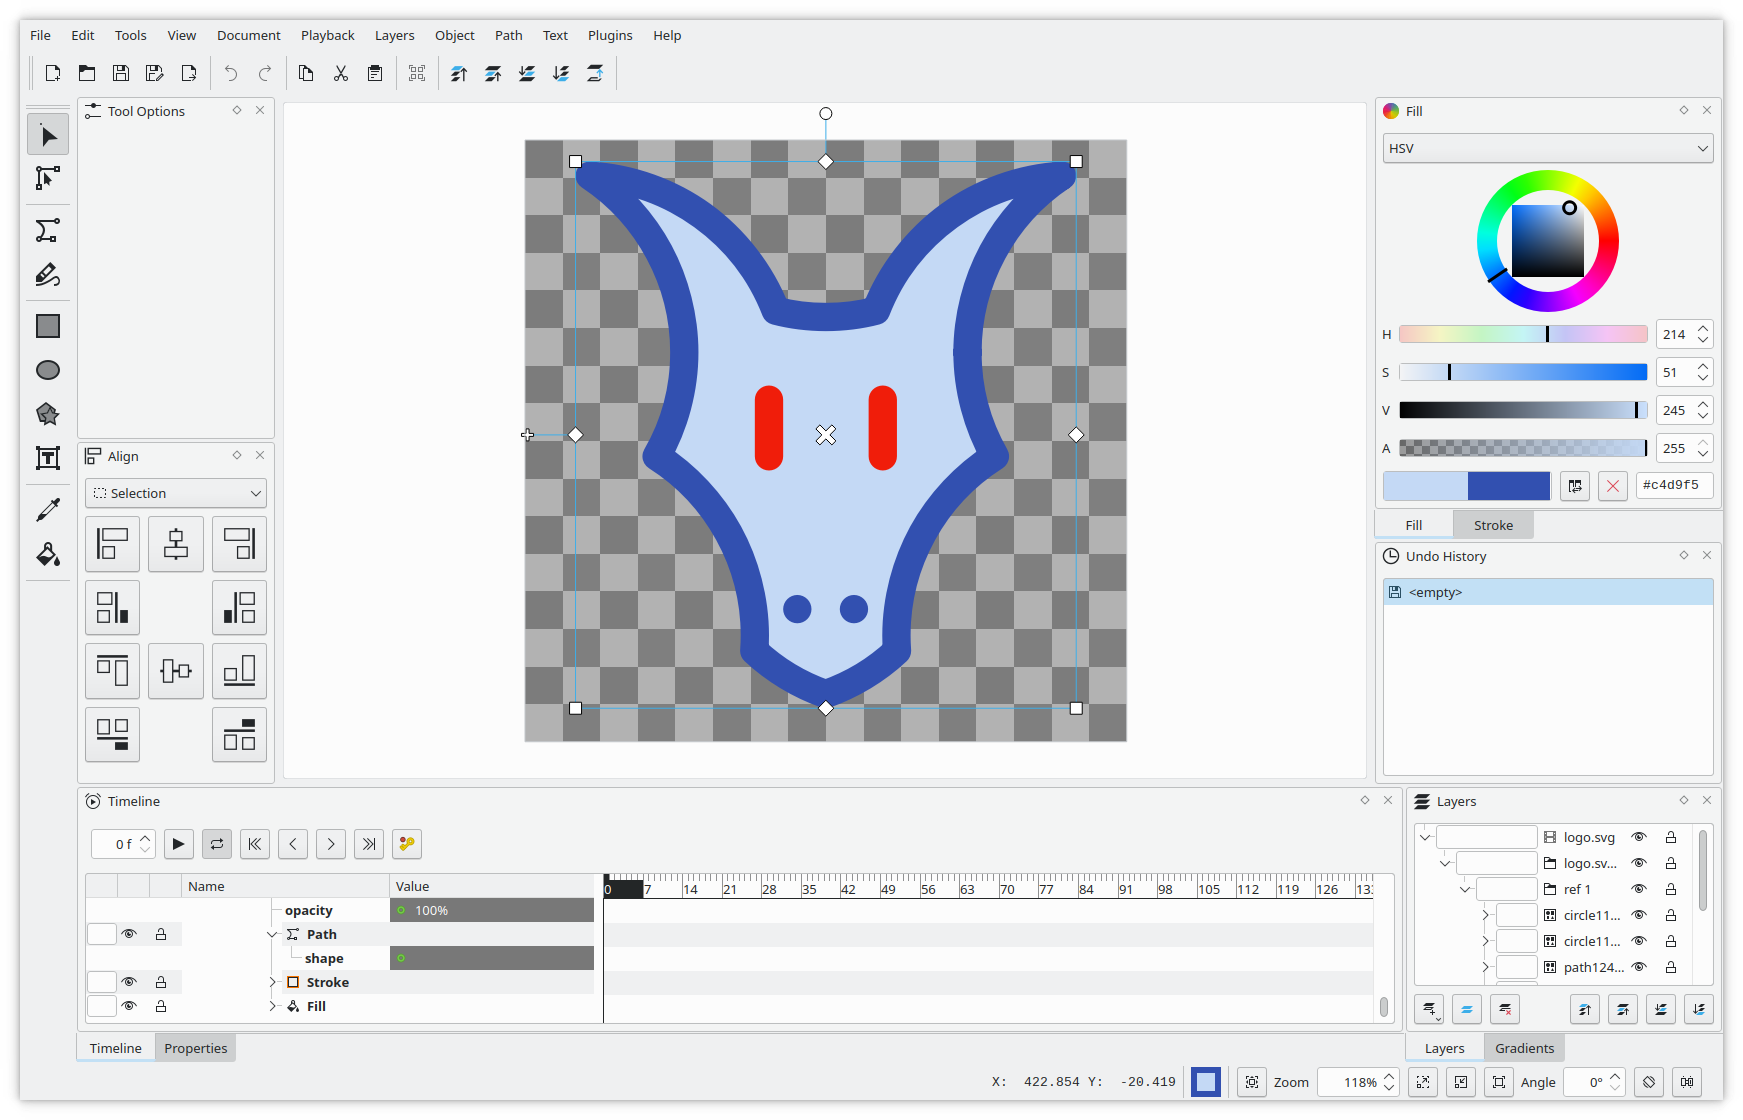 File Edit Tools View Document Playback Layers Object Path Text Plugins Help
Tool Options
Align
Selection
Fill
HSV
H 214
S 51
V 245
A 255
#c4d9f5
Fill Stroke
Undo History
<empty>
Timeline
0 f
Name Value
0 7 14 21 28 35 42 49 56 63 70 77 84 91 98 105 112 119 126
opacity 100%
Path
shape
Stroke
Fill
Timeline Properties
Layers
logo.svg
logo.sv...
ref 1
circle11...
circle11...
path124...
Layers Gradients
X: 422.854 Y: -20.419 Zoom 118% Angle 0°